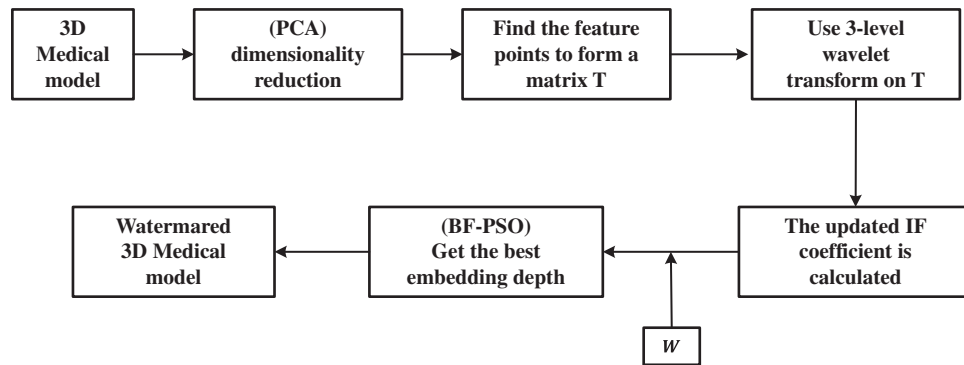 3D
Medical
model
(PCA)
dimensionality
reduction
Find the feature
points to form a
matrix T
Use 3-level
wavelet
transform on T
The updated IF
coefficient is
calculated
(BF-PSO)
Get the best
embedding depth
Watermared
3D Medical
model
W